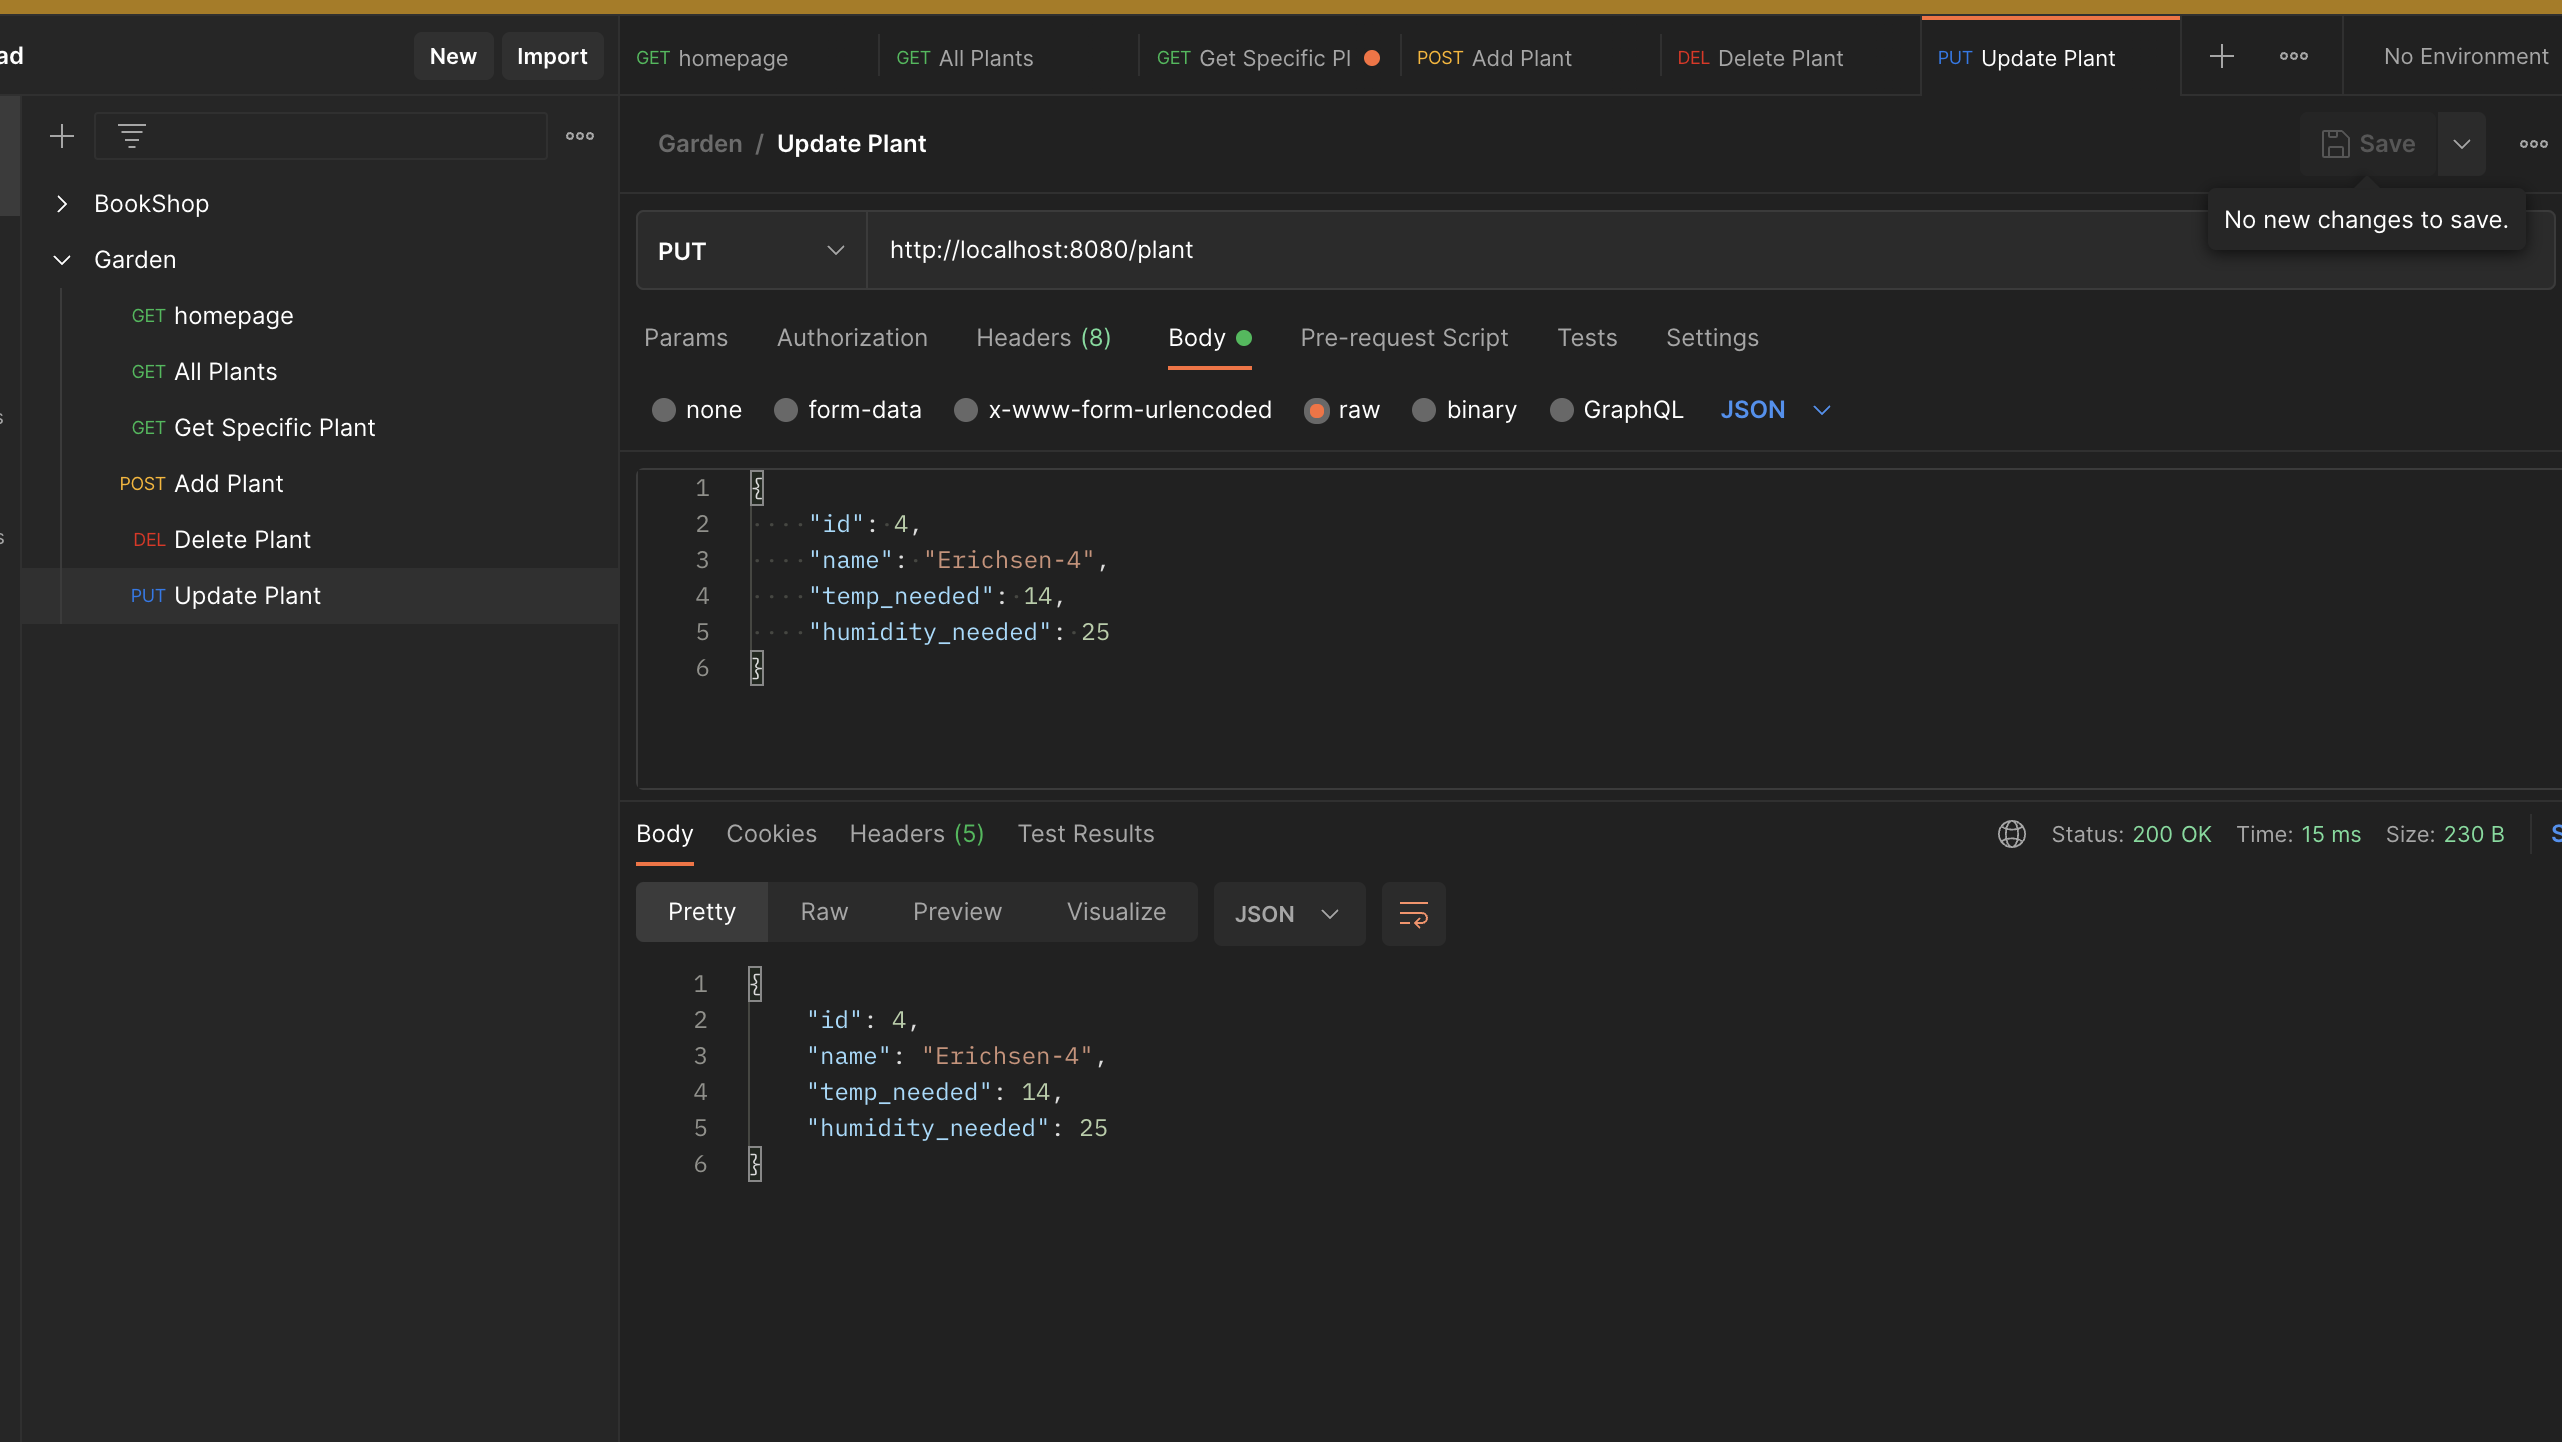 ad
New
Import
GET homepage
GET All Plants
GET Get Specific Pl
POST Add Plant
DEL Delete Plant
PUT Update Plant
No Environment
BookShop
Garden
GET homepage
GET All Plants
GET Get Specific Plant
POST Add Plant
DEL Delete Plant
PUT Update Plant
Garden / Update Plant
Save
No new changes to save.
PUT
http://localhost:8080/plant
Params Authorization Headers (8) Body Pre-request Script Tests Settings
none form-data x-www-form-urlencoded raw binary GraphQL JSON
1 {
2 "id": 4,
3 "name": "Erichsen-4",
4 "temp_needed": 14,
5 "humidity_needed": 25
6 }
Body Cookies Headers (5) Test Results
Status: 200 OK Time: 15 ms Size: 230 B
Pretty Raw Preview Visualize JSON
1 {
2 "id": 4,
3 "name": "Erichsen-4",
4 "temp_needed": 14,
5 "humidity_needed": 25
6 }